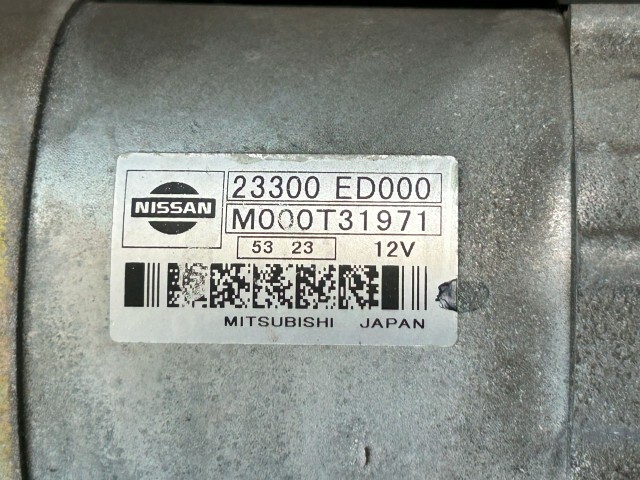 NISSAN
23300 ED000
M000T31971
53 23 12V
MITSUBISHI JAPAN